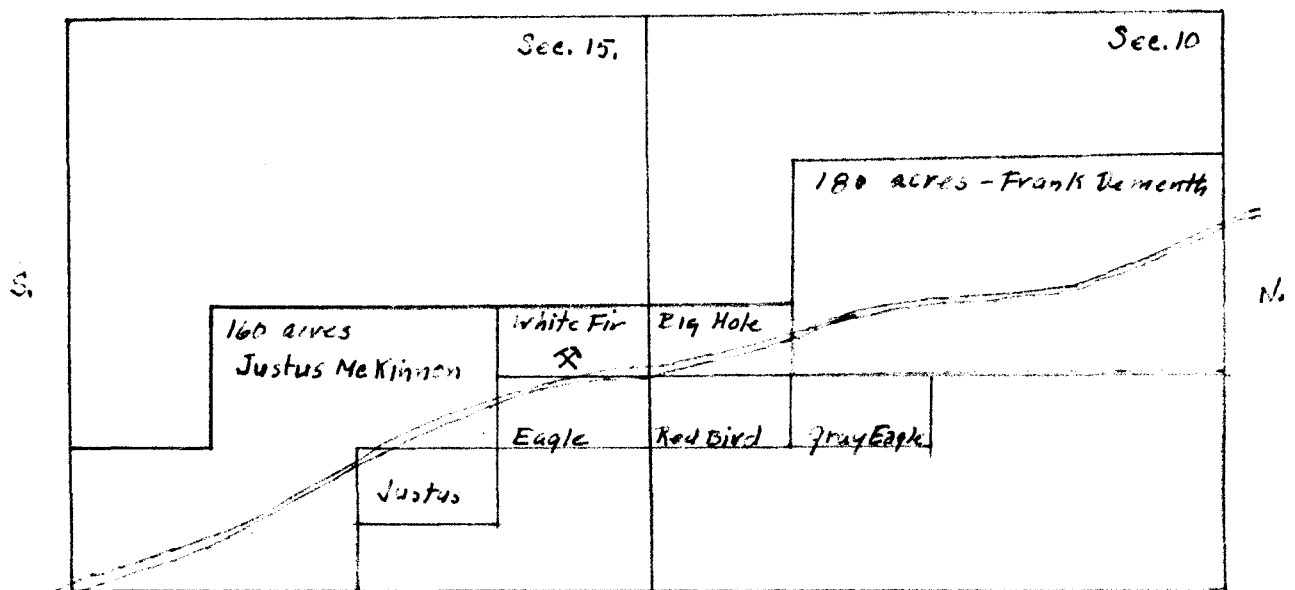 Sec. 15.
Sec. 10
180 acres - Frank Dementh
S.
N.
160 acres
Justus McKinnon
White Fir
Big Hole
Eagle
Red Bird
Gray Eagle
Justus